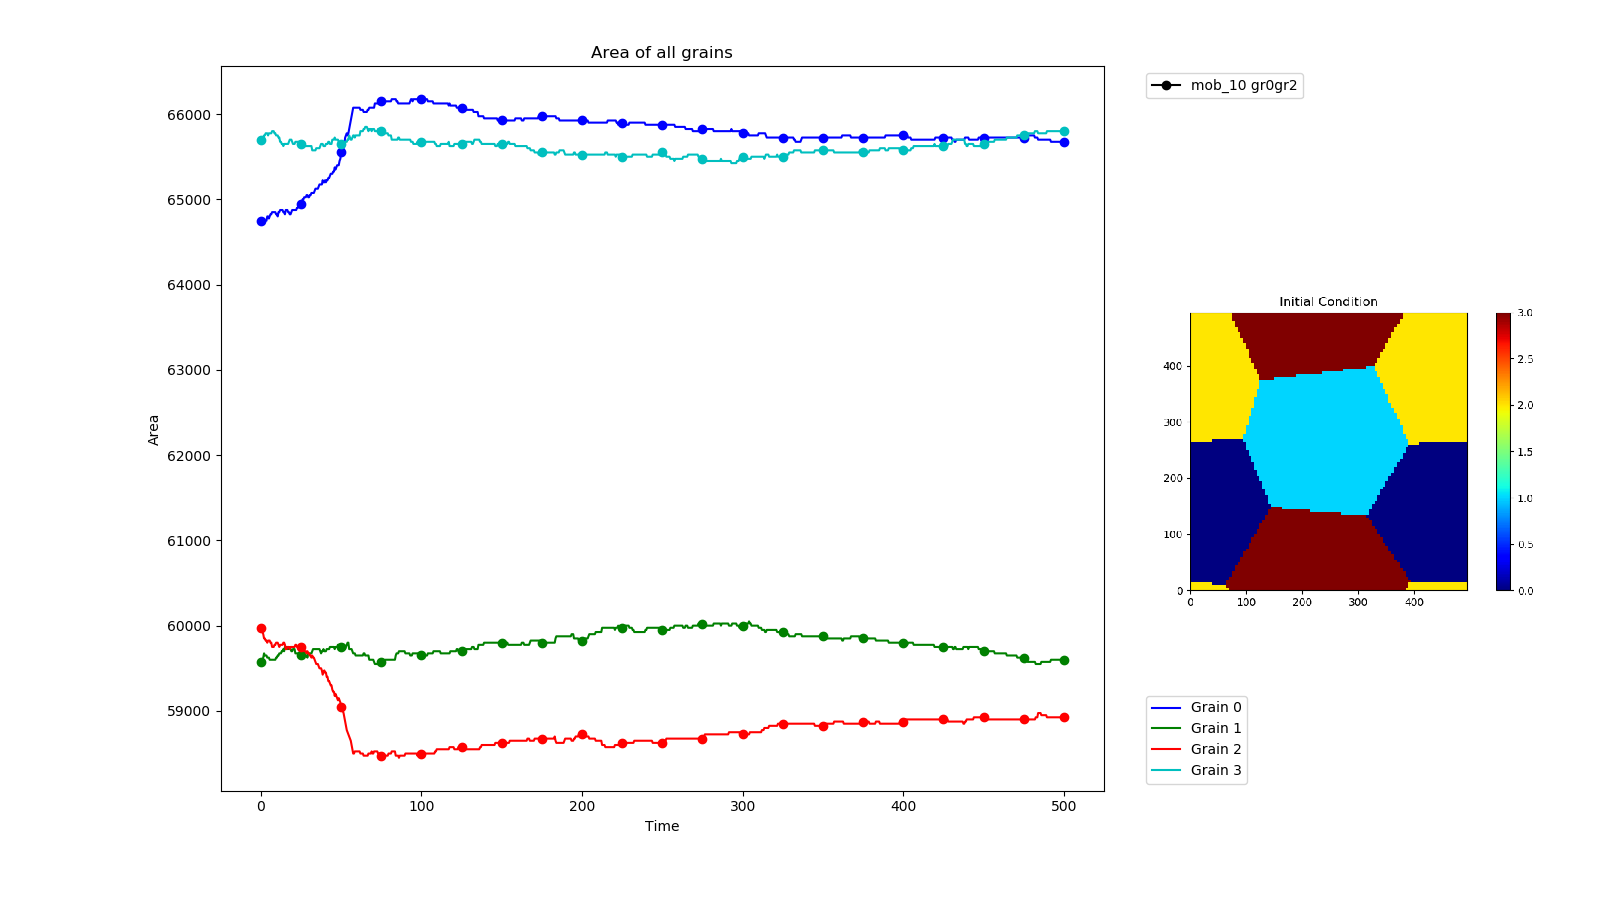 Area of all grains
mob_10 gr0gr2
66000
65000
64000
63000
62000
61000
60000
59000
Area
0 100 200 300 400 500
Time
Initial Condition
400
300
200
100
0
0 100 200 300 400
3.0
2.5
2.0
1.5
1.0
0.5
0.0
Grain 0
Grain 1
Grain 2
Grain 3